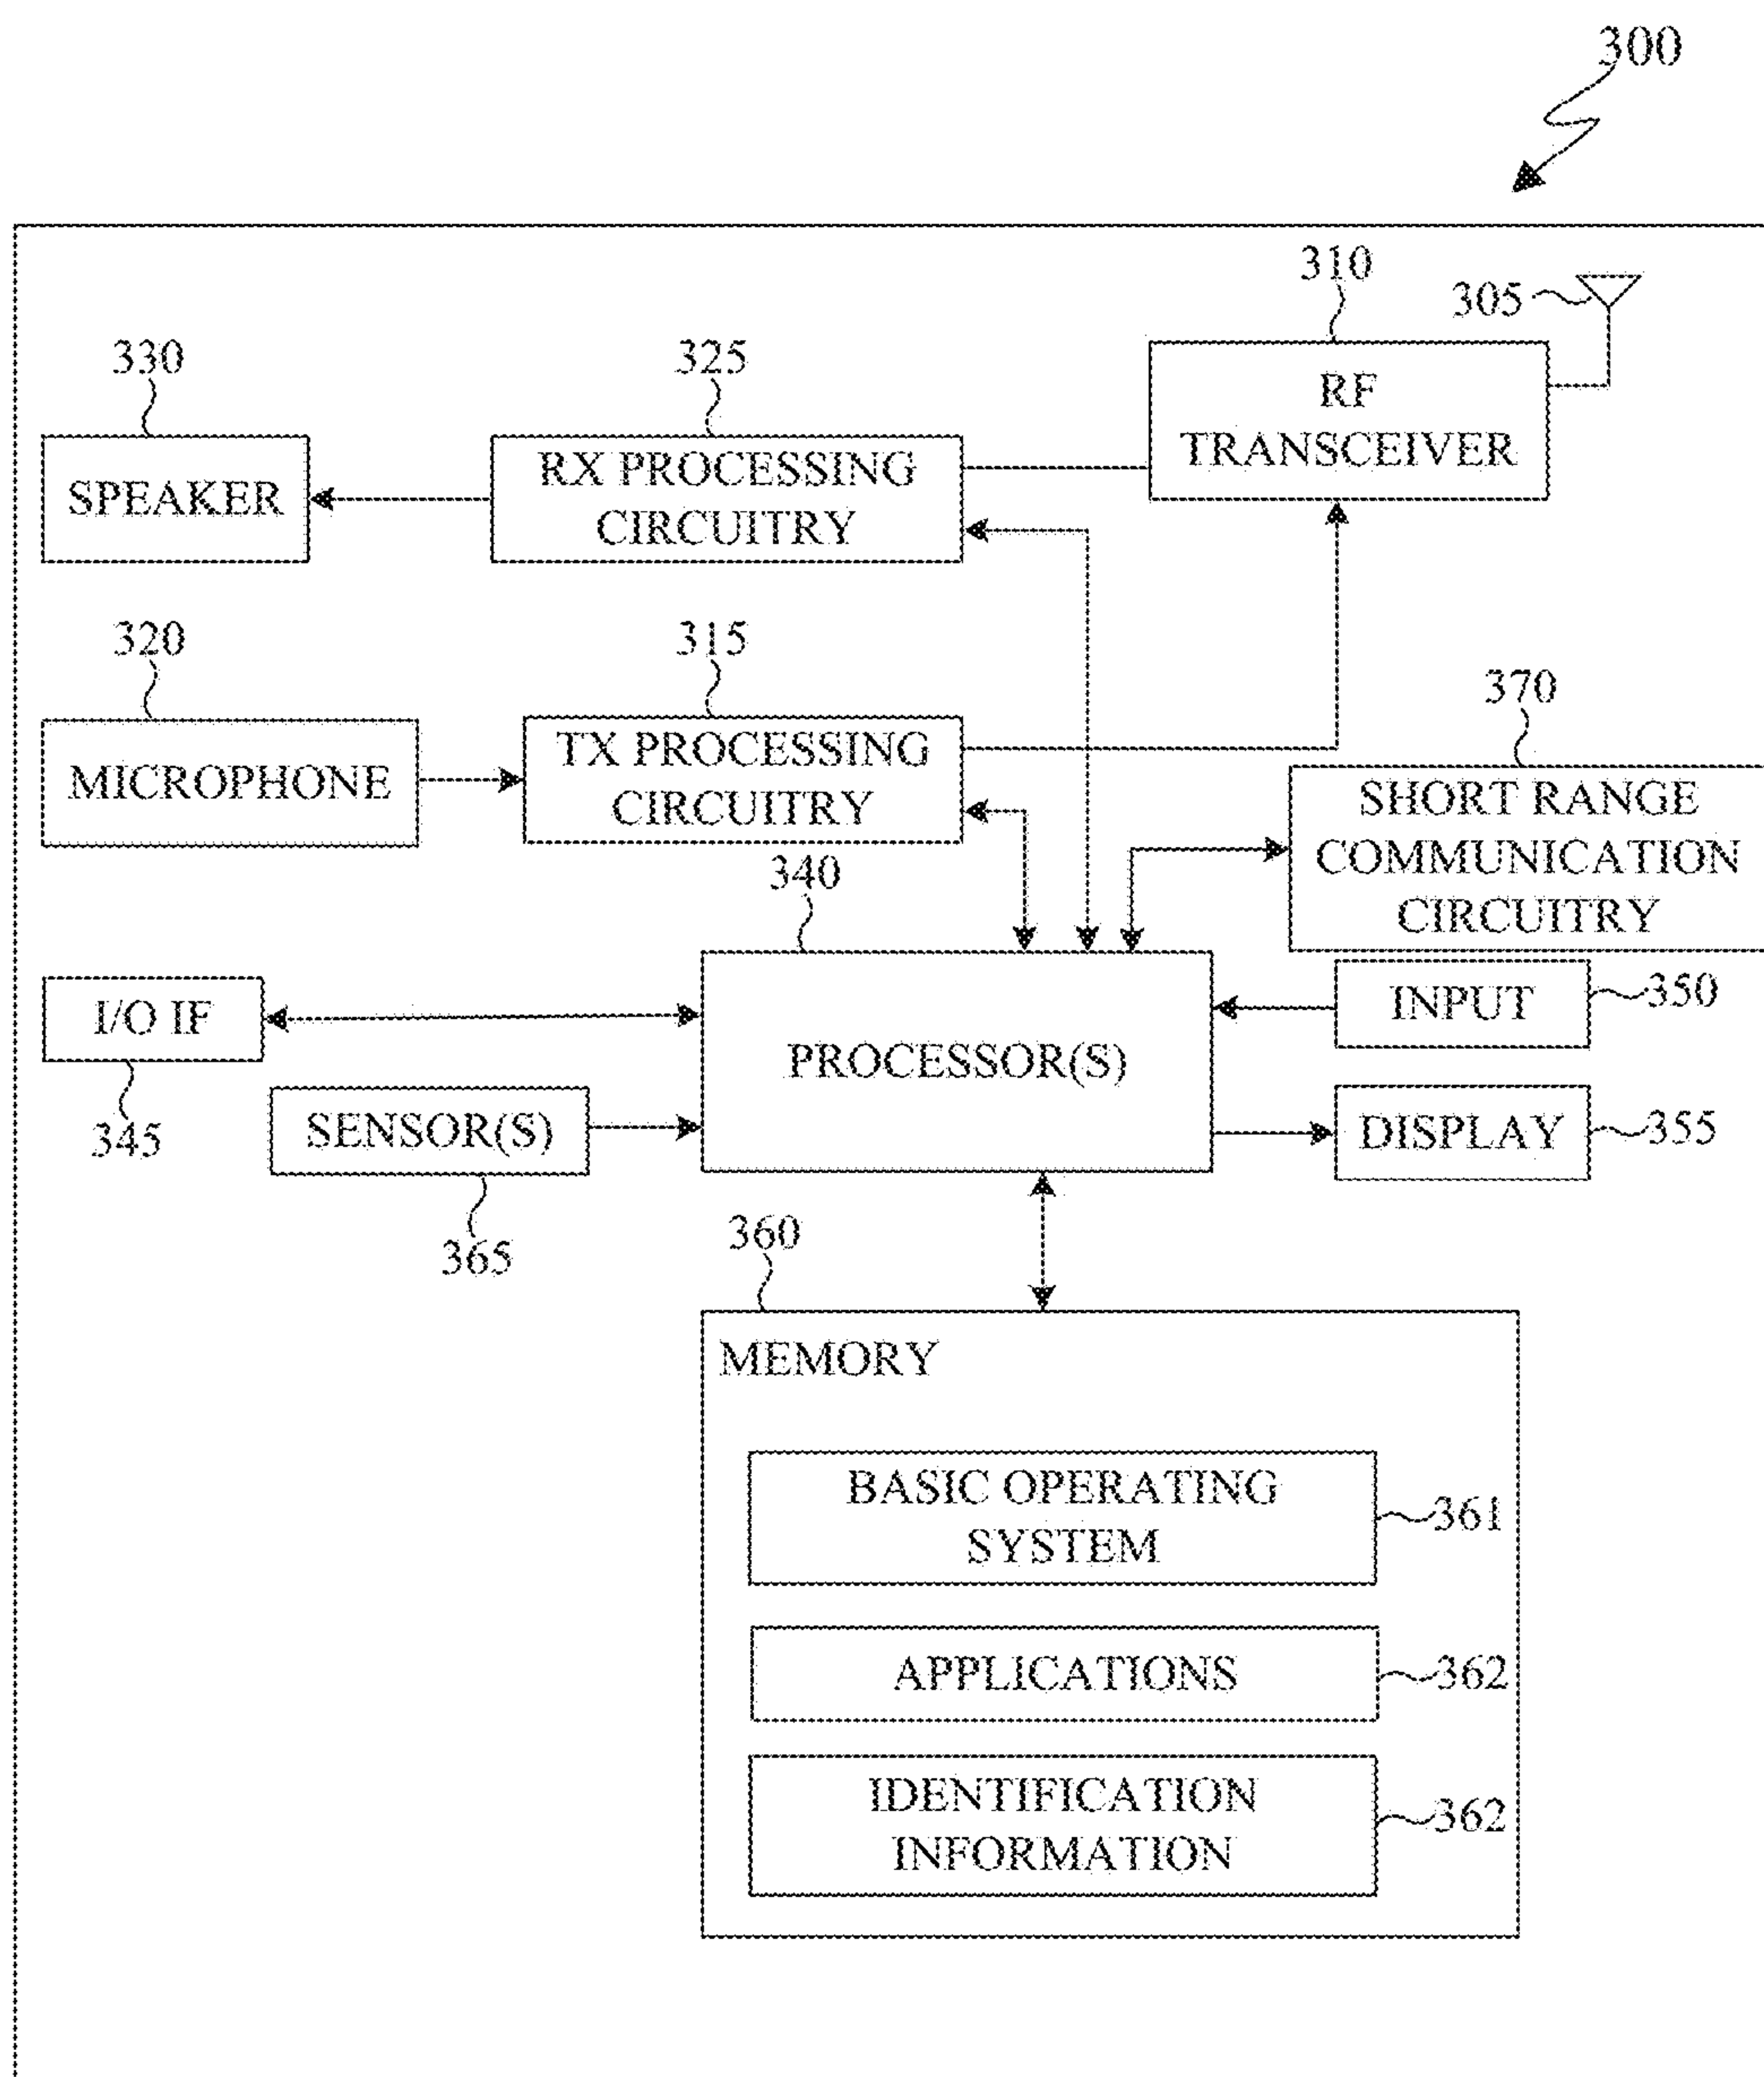 300
310
305
330
325
RF
TRANSCEIVER
SPEAKER
RX PROCESSING
CIRCUITRY
320
315
370
MICROPHONE
TX PROCESSING
CIRCUITRY
SHORT RANGE
COMMUNICATION
CIRCUITRY
340
I/O IF
345
PROCESSOR(S)
INPUT
350
SENSOR(S)
365
DISPLAY
355
360
MEMORY
BASIC OPERATING
SYSTEM
361
APPLICATIONS
362
IDENTIFICATION
INFORMATION
362